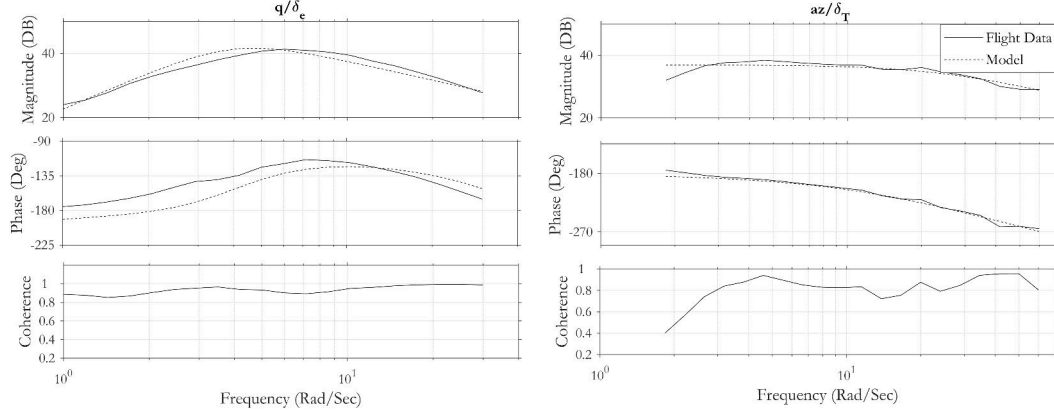 q/δe
Magnitude (DB)
40
20
Phase (Deg)
-90
-135
-180
-225
Coherence
1
0.8
0.6
0.4
0.2
10^0
10^1
Frequency (Rad/Sec)
az/δT
Flight Data
Model
Magnitude (DB)
40
20
Phase (Deg)
-180
-270
Coherence
1
0.8
0.6
0.4
0.2
10^0
10^1
Frequency (Rad/Sec)